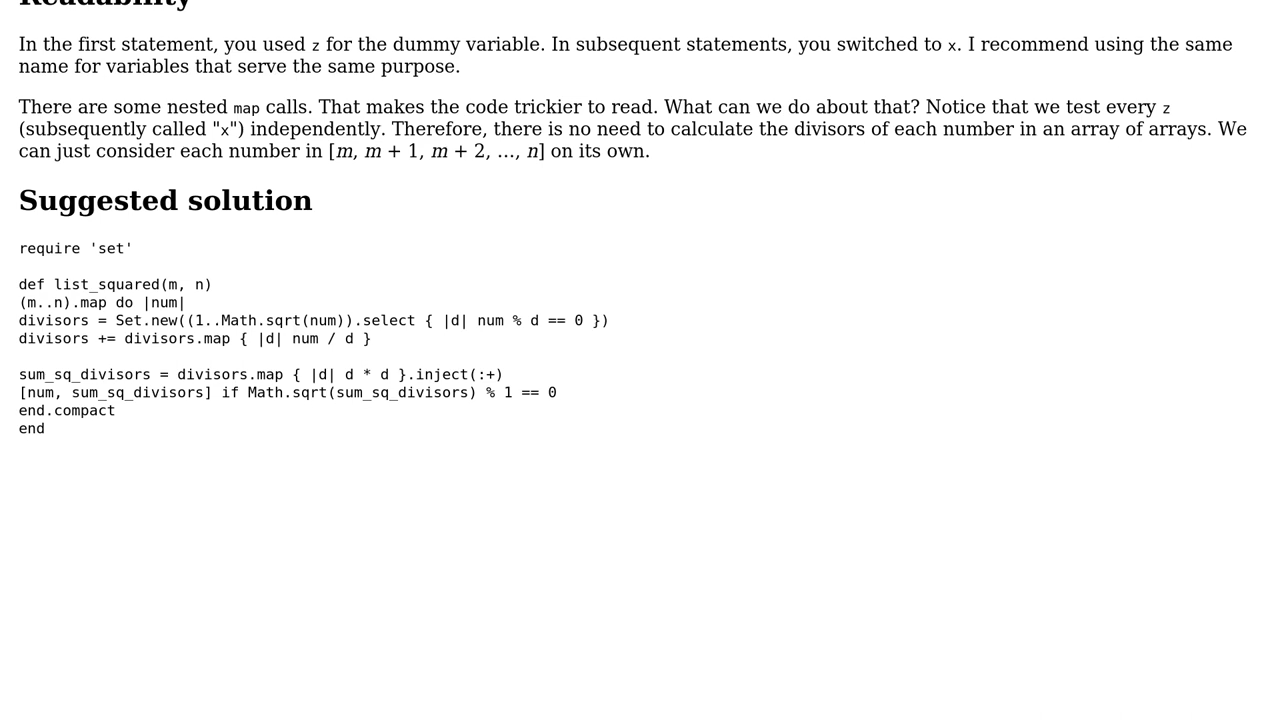 Readability
In the first statement, you used z for the dummy variable. In subsequent statements, you switched to x. I recommend using the same
name for variables that serve the same purpose.
There are some nested map calls. That makes the code trickier to read. What can we do about that? Notice that we test every z
(subsequently called "x") independently. Therefore, there is no need to calculate the divisors of each number in an array of arrays. We
can just consider each number in [m, m + 1, m + 2, …, n] on its own.
Suggested solution
require 'set'
def list_squared(m, n)
(m..n).map do |num|
divisors = Set.new((1..Math.sqrt(num)).select { |d| num % d == 0 })
divisors += divisors.map { |d| num / d }
sum_sq_divisors = divisors.map { |d| d * d }.inject(:+)
[num, sum_sq_divisors] if Math.sqrt(sum_sq_divisors) % 1 == 0
end.compact
end